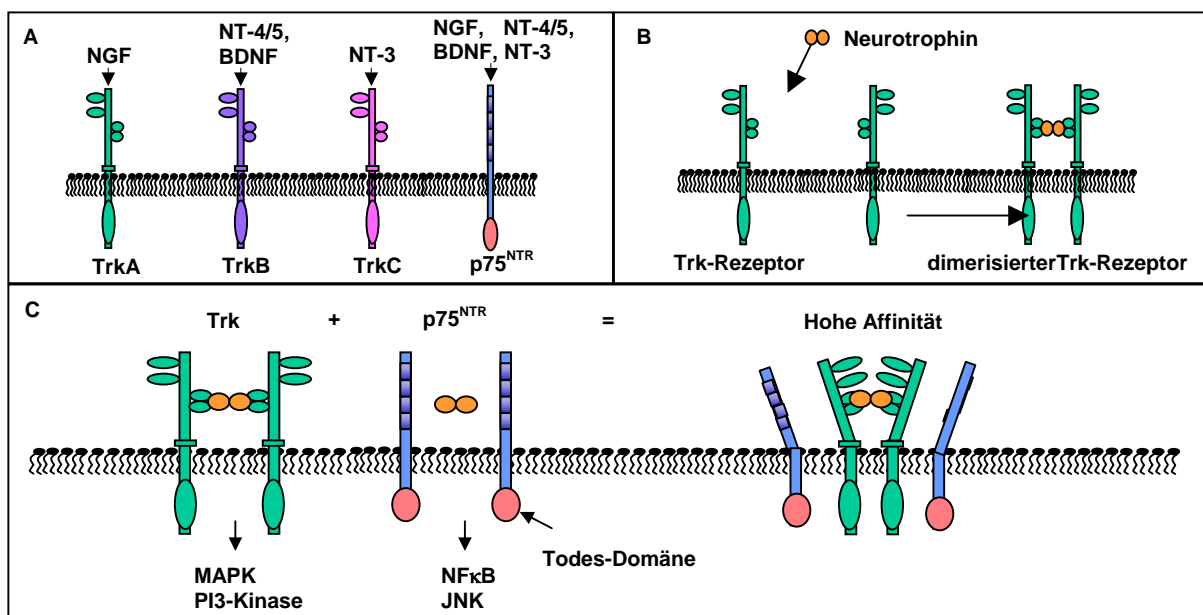 A
NGF
NT-4/5,
BDNF
NT-3
NGF, NT-4/5,
BDNF, NT-3
TrkA
TrkB
TrkC
p75NTR
B
Neurotrophin
Trk-Rezeptor
dimerisierterTrk-Rezeptor
C
Trk + p75NTR = Hohe Affinität
Todes-Domäne
MAPK
PI3-Kinase
NFκB
JNK